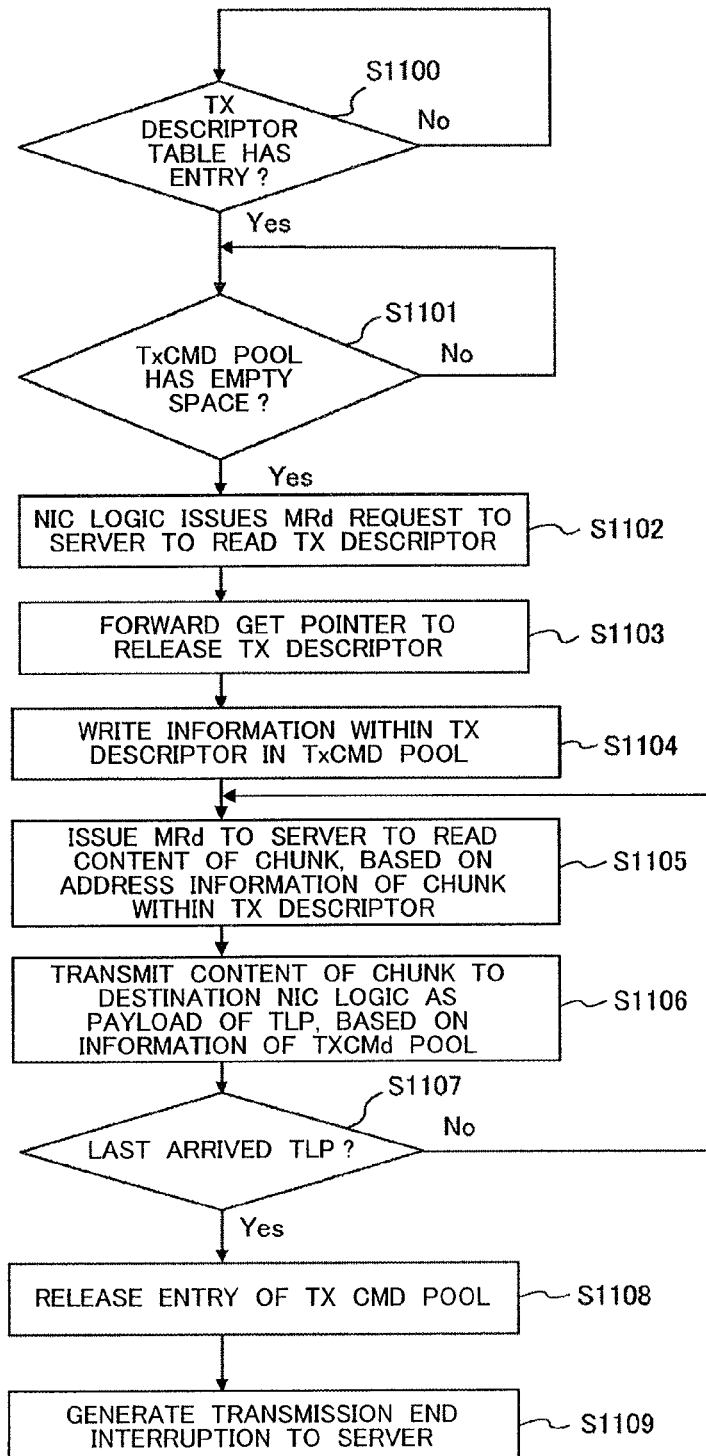 S1100
TX
DESCRIPTOR
TABLE HAS
ENTRY?
No
Yes
S1101
TxCMD POOL
HAS EMPTY
SPACE?
No
Yes
NIC LOGIC ISSUES MRd REQUEST TO
SERVER TO READ TX DESCRIPTOR
S1102
FORWARD GET POINTER TO
RELEASE TX DESCRIPTOR
S1103
WRITE INFORMATION WITHIN TX
DESCRIPTOR IN TxCMD POOL
S1104
ISSUE MRd TO SERVER TO READ
CONTENT OF CHUNK, BASED ON
ADDRESS INFORMATION OF CHUNK
WITHIN TX DESCRIPTOR
S1105
TRANSMIT CONTENT OF CHUNK TO
DESTINATION NIC LOGIC AS
PAYLOAD OF TLP, BASED ON
INFORMATION OF TXCMd POOL
S1106
S1107
LAST ARRIVED TLP?
No
Yes
RELEASE ENTRY OF TX CMD POOL
S1108
GENERATE TRANSMISSION END
INTERRUPTION TO SERVER
S1109